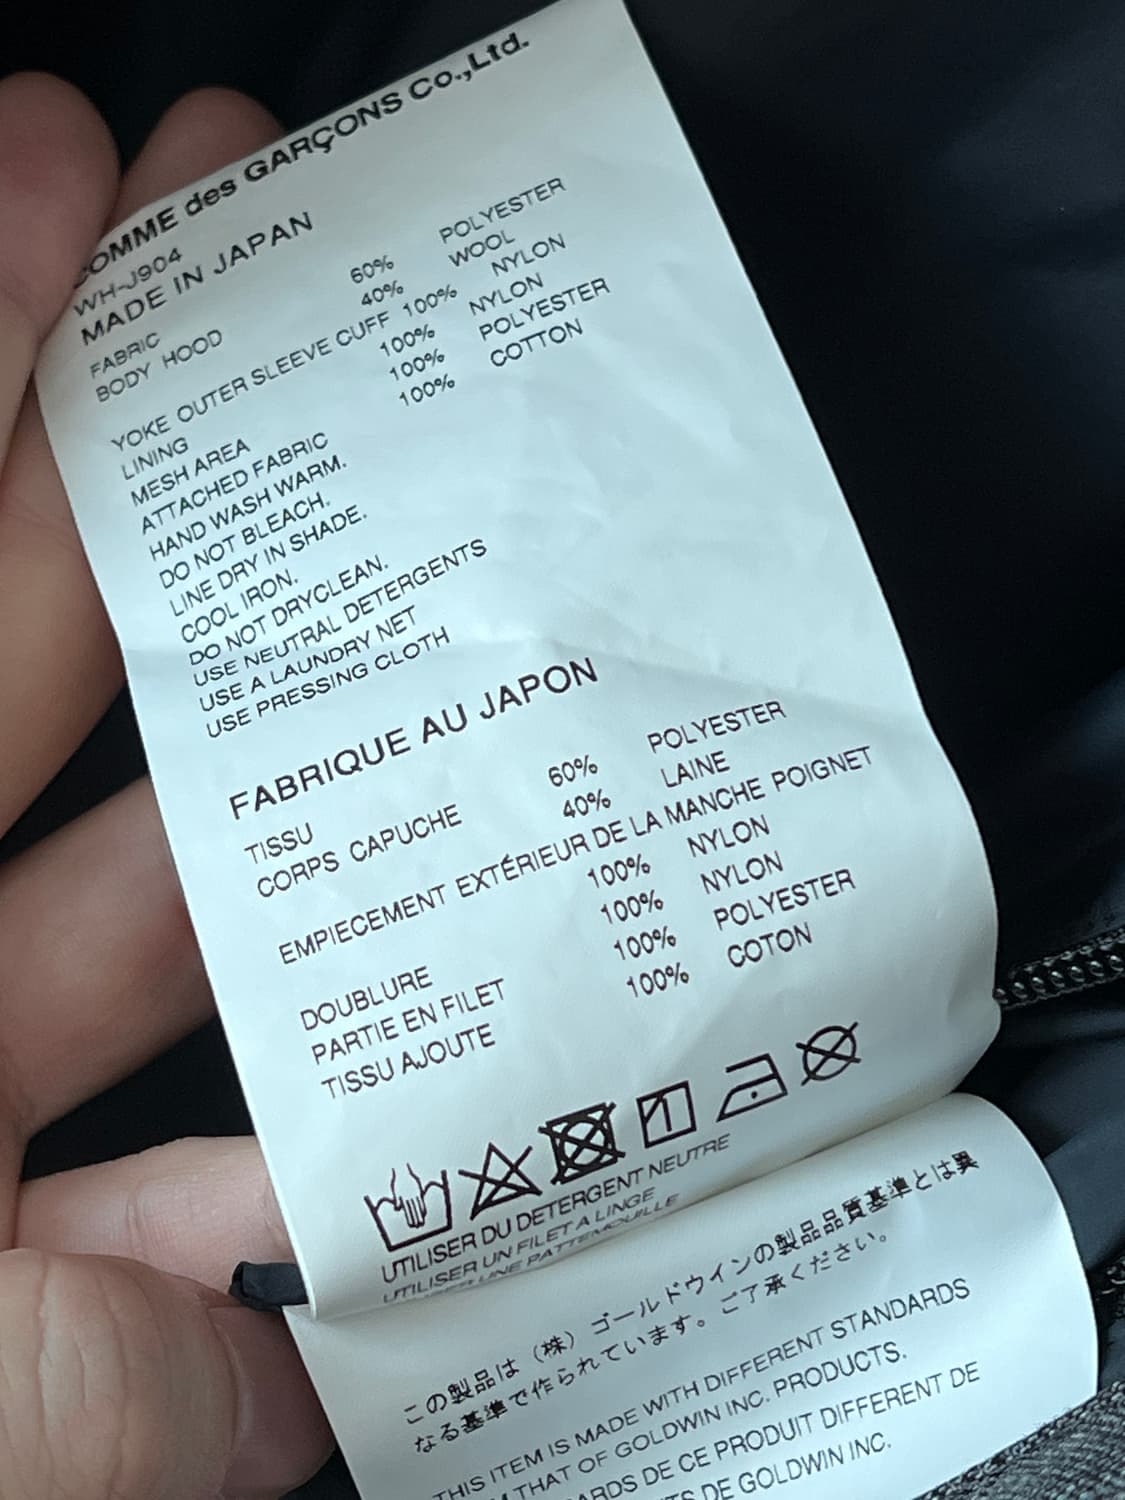 COMME des GARÇONS Co.,Ltd.
WH-J904
MADE IN JAPAN
FABRIC
BODY HOOD 60% POLYESTER
40% WOOL
YOKE OUTER SLEEVE CUFF 100% NYLON
LINING 100% NYLON
MESH AREA 100% POLYESTER
ATTACHED FABRIC 100% COTTON
HAND WASH WARM.
DO NOT BLEACH.
LINE DRY IN SHADE.
COOL IRON.
DO NOT DRYCLEAN.
USE NEUTRAL DETERGENTS
USE A LAUNDRY NET
USE PRESSING CLOTH
FABRIQUE AU JAPON
TISSU
CORPS CAPUCHE 60% POLYESTER
40% LAINE
EMPIECEMENT EXTÉRIEUR DE LA MANCHE POIGNET
100% NYLON
DOUBLURE 100% NYLON
PARTIE EN FILET 100% POLYESTER
TISSU AJOUTE 100% COTON
UTILISER DU DETERGENT NEUTRE
UTILISER UN FILET A LINGE
UTILISER UNE PATTEMOUILLE
この製品は（株）ゴールドウインの製品品質基準とは異
なる基準で作られています。ご了承ください。
THIS ITEM IS MADE WITH DIFFERENT STANDARDS
THAT OF GOLDWIN INC. PRODUCTS.
DE CE PRODUIT DIFFERENT DE
DE GOLDWIN INC.